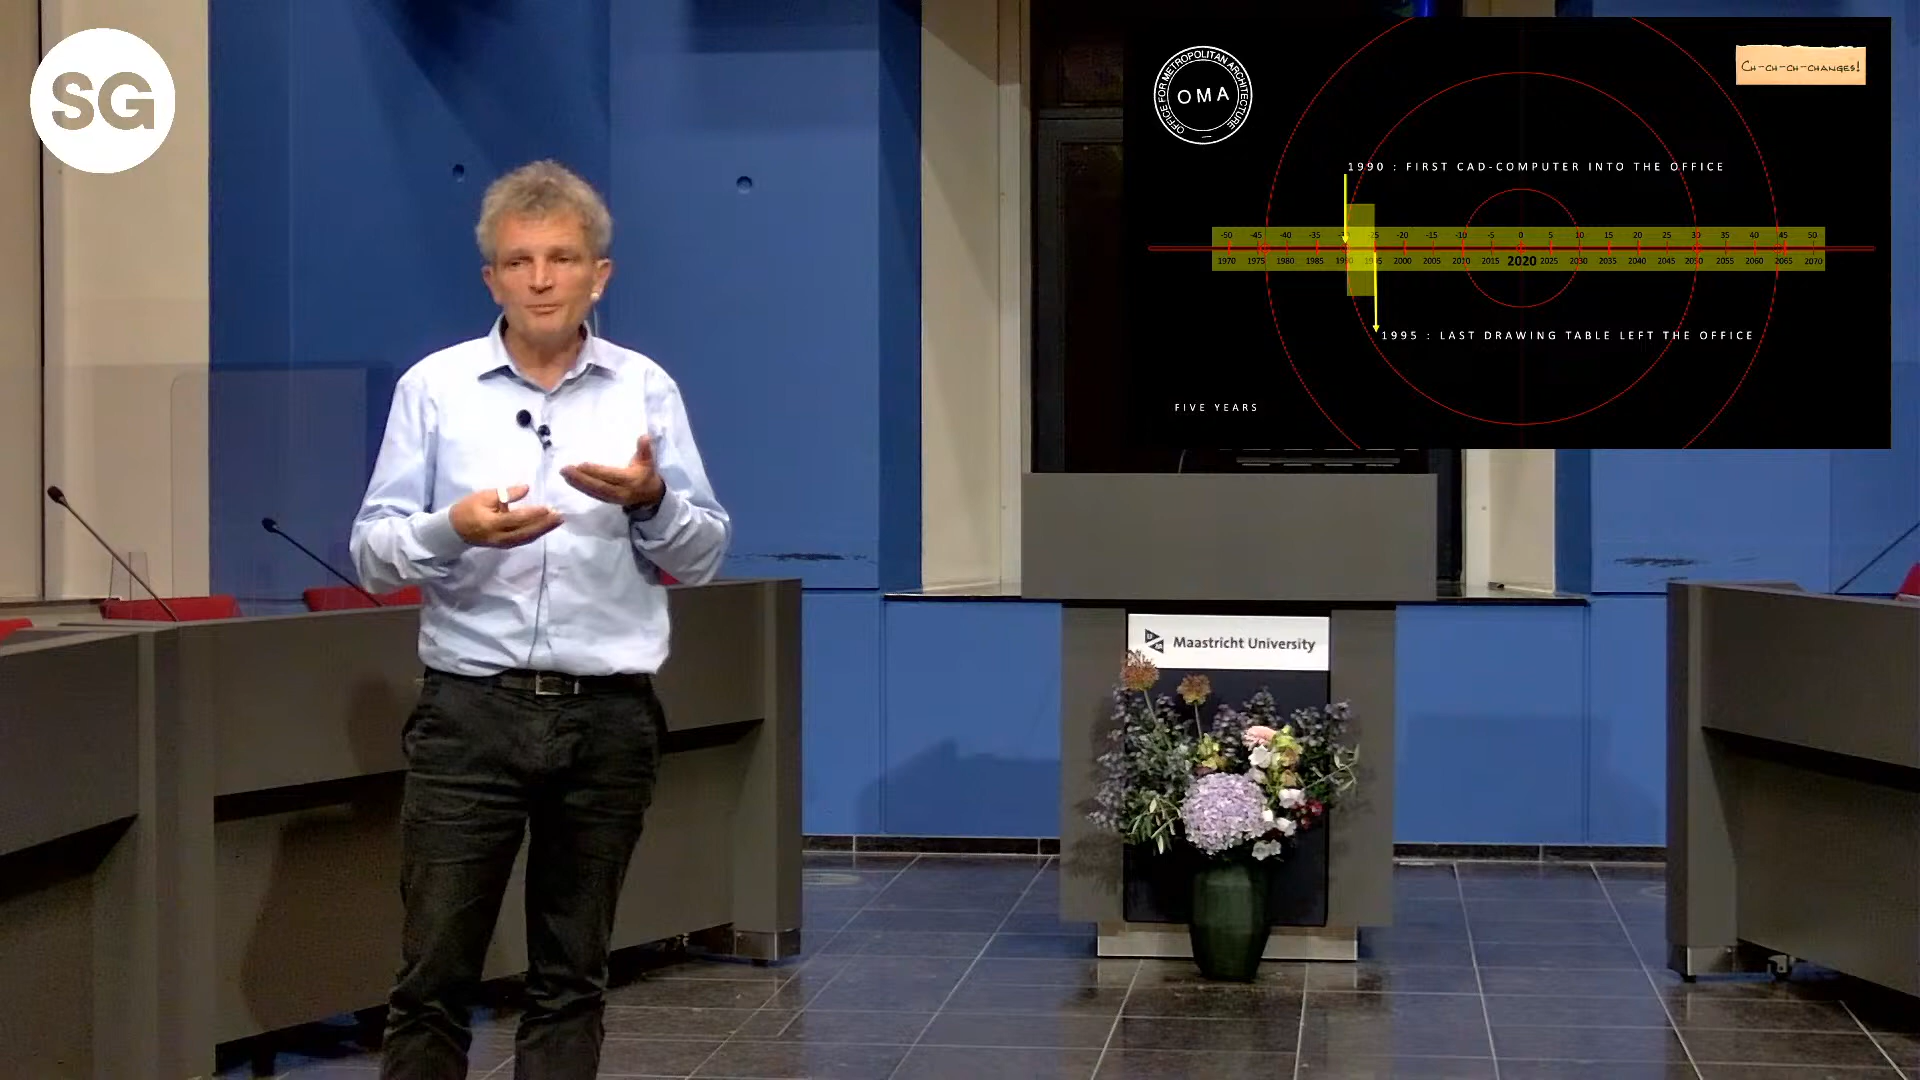 SG
OFFICE FOR METROPOLITAN ARCHITECTURE
OMA
Ch-ch-ch-changes!
1990 : FIRST CAD-COMPUTER INTO THE OFFICE
-50 -45 -40 -35 -30 -25 -20 -15 -10 -5 0 5 10 15 20 25 30 35 40 45 50
1970 1975 1980 1985 1990 1995 2000 2005 2010 2015 2020 2025 2030 2035 2040 2045 2050 2055 2060 2065 2070
1995 : LAST DRAWING TABLE LEFT THE OFFICE
FIVE YEARS
Maastricht University